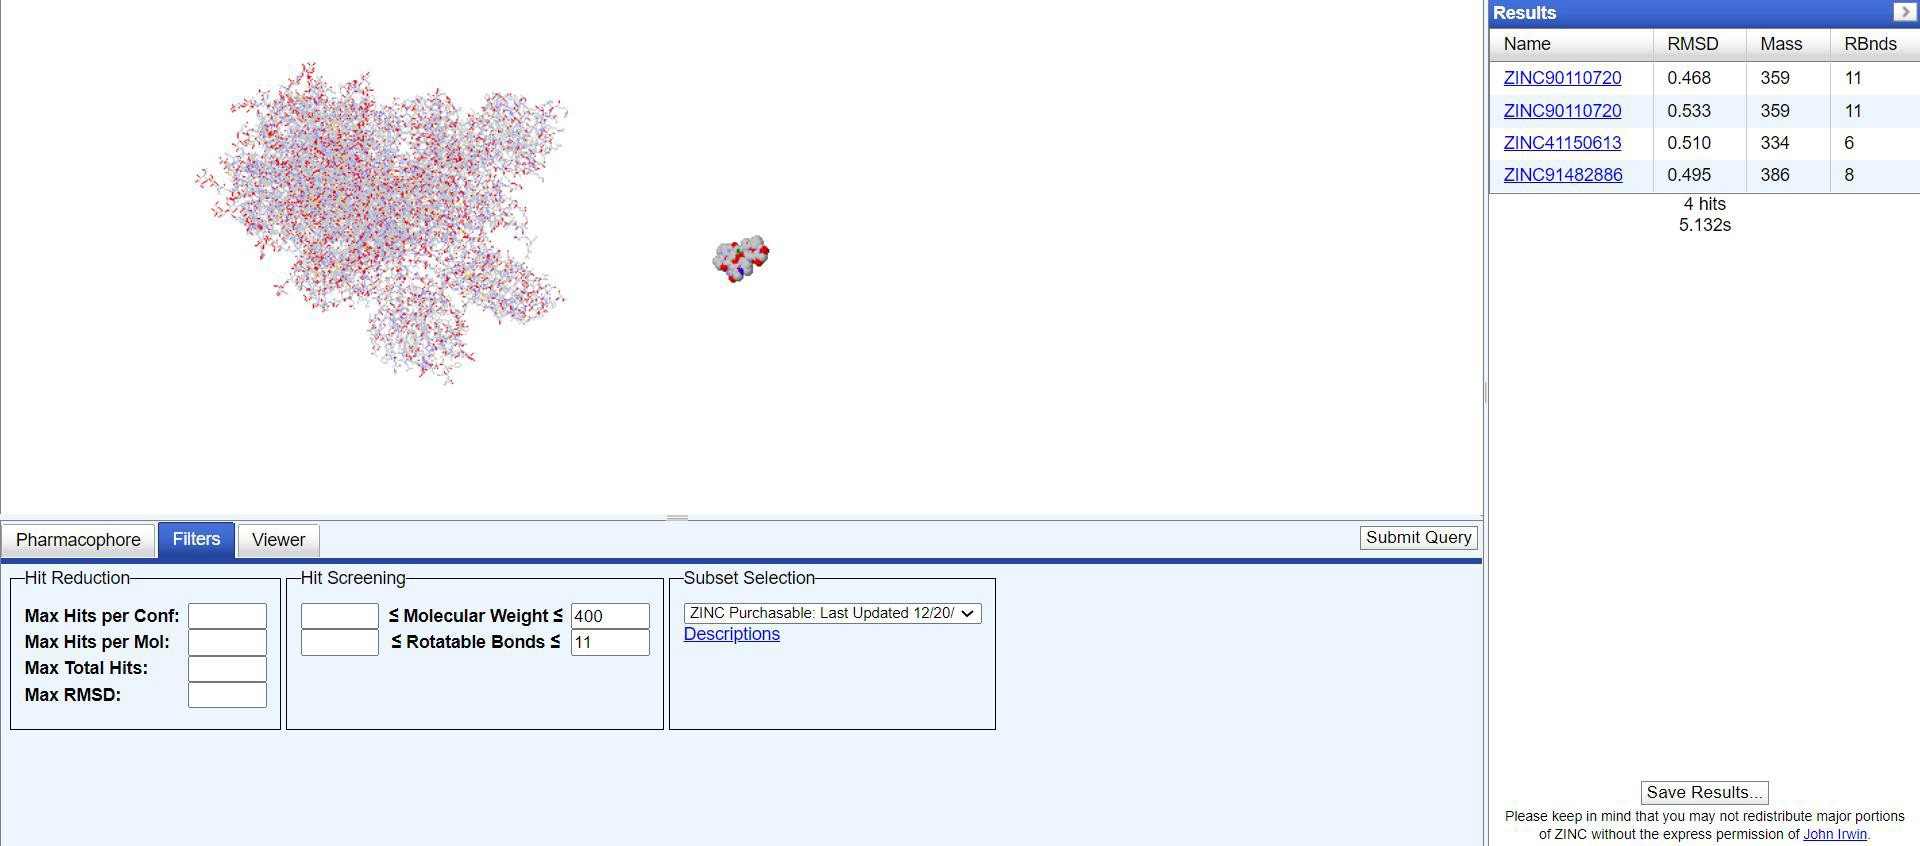 Results
Name RMSD Mass RBnds
ZINC90110720 0.468 359 11
ZINC90110720 0.533 359 11
ZINC41150613 0.510 334 6
ZINC91482886 0.495 386 8
4 hits
5.132s
Pharmacophore Filters Viewer Submit Query
Hit Reduction
Max Hits per Conf:
Max Hits per Mol:
Max Total Hits:
Max RMSD:
Hit Screening
≤ Molecular Weight ≤ 400
≤ Rotatable Bonds ≤ 11
Subset Selection
ZINC Purchasable: Last Updated 12/20/
Descriptions
Save Results...
Please keep in mind that you may not redistribute major portions
of ZINC without the express permission of John Irwin.